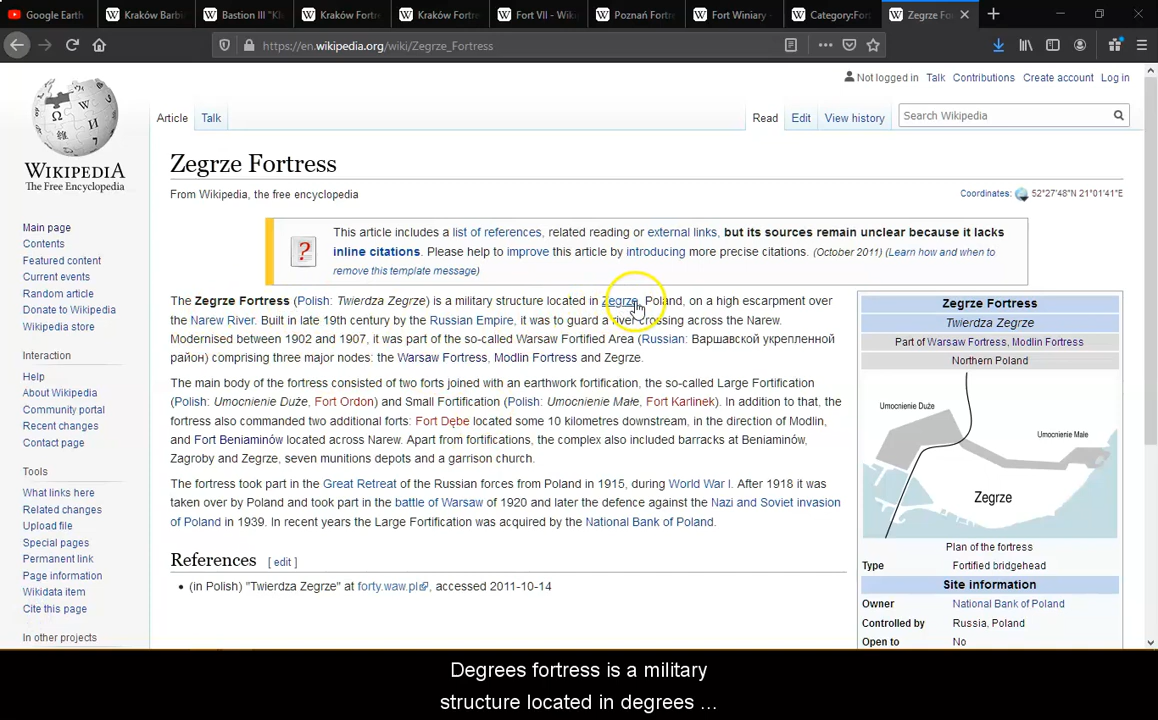 Google Earth
Kraków Barbi
Bastion III "Kl
Kraków Fortre
Kraków Fortre
Fort VII - Wiki
Poznań Fortre
Fort Winiary -
Category:Fort
Zegrze Fo
https://en.wikipedia.org/wiki/Zegrze_Fortress
Not logged in Talk Contributions Create account Log in
Article Talk
Read Edit View history
Search Wikipedia
WIKIPEDIA
The Free Encyclopedia
Main page
Contents
Featured content
Current events
Random article
Donate to Wikipedia
Wikipedia store
Interaction
Help
About Wikipedia
Community portal
Recent changes
Contact page
Tools
What links here
Related changes
Upload file
Special pages
Permanent link
Page information
Wikidata item
Cite this page
In other projects
Zegrze Fortress
From Wikipedia, the free encyclopedia
Coordinates: 52°27′48″N 21°01′41″E
This article includes a list of references, related reading or external links, but its sources remain unclear because it lacks
inline citations. Please help to improve this article by introducing more precise citations. (October 2011) (Learn how and when to
remove this template message)
The Zegrze Fortress (Polish: Twierdza Zegrze) is a military structure located in Zegrze, Poland, on a high escarpment over
the Narew River. Built in late 19th century by the Russian Empire, it was to guard a river crossing across the Narew.
Modernised between 1902 and 1907, it was part of the so-called Warsaw Fortified Area (Russian: Варшавской укрепленной
район) comprising three major nodes: the Warsaw Fortress, Modlin Fortress and Zegrze.
The main body of the fortress consisted of two forts joined with an earthwork fortification, the so-called Large Fortification
(Polish: Umocnienie Duże, Fort Ordon) and Small Fortification (Polish: Umocnienie Małe, Fort Karlinek). In addition to that, the
fortress also commanded two additional forts: Fort Dębe located some 10 kilometres downstream, in the direction of Modlin,
and Fort Beniaminów located across Narew. Apart from fortifications, the complex also included barracks at Beniaminów,
Zagroby and Zegrze, seven munitions depots and a garrison church.
The fortress took part in the Great Retreat of the Russian forces from Poland in 1915, during World War I. After 1918 it was
taken over by Poland and took part in the battle of Warsaw of 1920 and later the defence against the Nazi and Soviet invasion
of Poland in 1939. In recent years the Large Fortification was acquired by the National Bank of Poland.
References [ edit ]
• (in Polish) "Twierdza Zegrze" at forty.waw.pl, accessed 2011-10-14
Zegrze Fortress
Twierdza Zegrze
Part of Warsaw Fortress, Modlin Fortress
Northern Poland
Umocnienie Duże
Umocnienie Małe
Zegrze
Plan of the fortress
Type Fortified bridgehead
Site information
Owner National Bank of Poland
Controlled by Russia, Poland
Open to No
Degrees fortress is a military
structure located in degrees ...